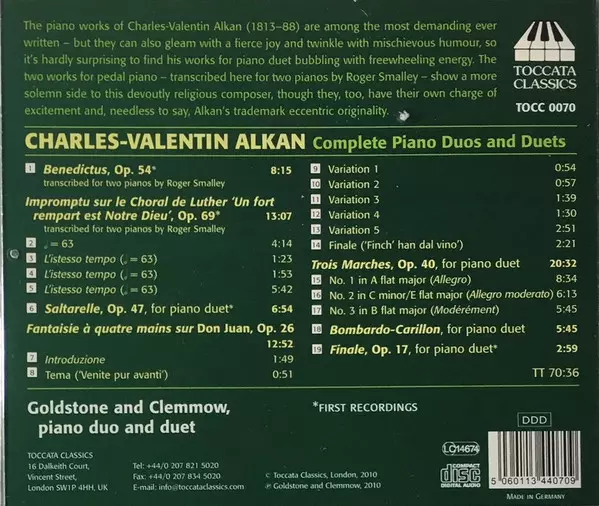 The piano works of Charles-Valentin Alkan (1813–88) are among the most demanding ever
written – but they can also gleam with a fierce joy and twinkle with mischievous humour, so
it's hardly surprising to find his works for piano duet bubbling with freewheeling energy. The
two works for pedal piano – transcribed here for two pianos by Roger Smalley – show a more
solemn side to this devoutly religious composer, though they, too, have their own charge of
excitement and, needless to say, Alkan's trademark eccentric originality.
TOCCATA
CLASSICS
TOCC 0070
CHARLES-VALENTIN ALKAN Complete Piano Duos and Duets
1 Benedictus, Op. 54* 8:15
transcribed for two pianos by Roger Smalley
Impromptu sur le Choral de Luther 'Un fort
rempart est Notre Dieu', Op. 69* 13:07
transcribed for two pianos by Roger Smalley
2 ♩ = 63 4:14
3 L'istesso tempo (♩ = 63) 1:23
4 L'istesso tempo (♩ = 63) 1:53
5 L'istesso tempo (♩ = 63) 5:42
6 Saltarelle, Op. 47, for piano duet* 6:54
Fantaisie à quatre mains sur Don Juan, Op. 26
12:52
7 Introduzione 1:49
8 Tema ('Venite pur avanti') 0:51
9 Variation 1 0:54
10 Variation 2 0:57
11 Variation 3 1:39
12 Variation 4 1:30
13 Variation 5 2:51
14 Finale ('Finch' han dal vino') 2:21
Trois Marches, Op. 40, for piano duet 20:32
15 No. 1 in A flat major (Allegro) 8:34
16 No. 2 in C minor/E flat major (Allegro moderato) 6:13
17 No. 3 in B flat major (Modérément) 5:45
18 Bombardo-Carillon, for piano duet 5:45
19 Finale, Op. 17, for piano duet* 2:59
TT 70:36
Goldstone and Clemmow,
piano duo and duet
*FIRST RECORDINGS
TOCCATA CLASSICS
16 Dalkeith Court,
Vincent Street,
London SW1P 4HH, UK
Tel: +44/0 207 821 5020
Fax: +44/0 207 834 5020
E-mail: info@toccataclassics.com
℗ Toccata Classics, London, 2010
℗ Goldstone and Clemmow, 2010
LC14674
COMPACT
disc
DIGITAL AUDIO
DDD
5 060113 440709
MADE IN GERMANY